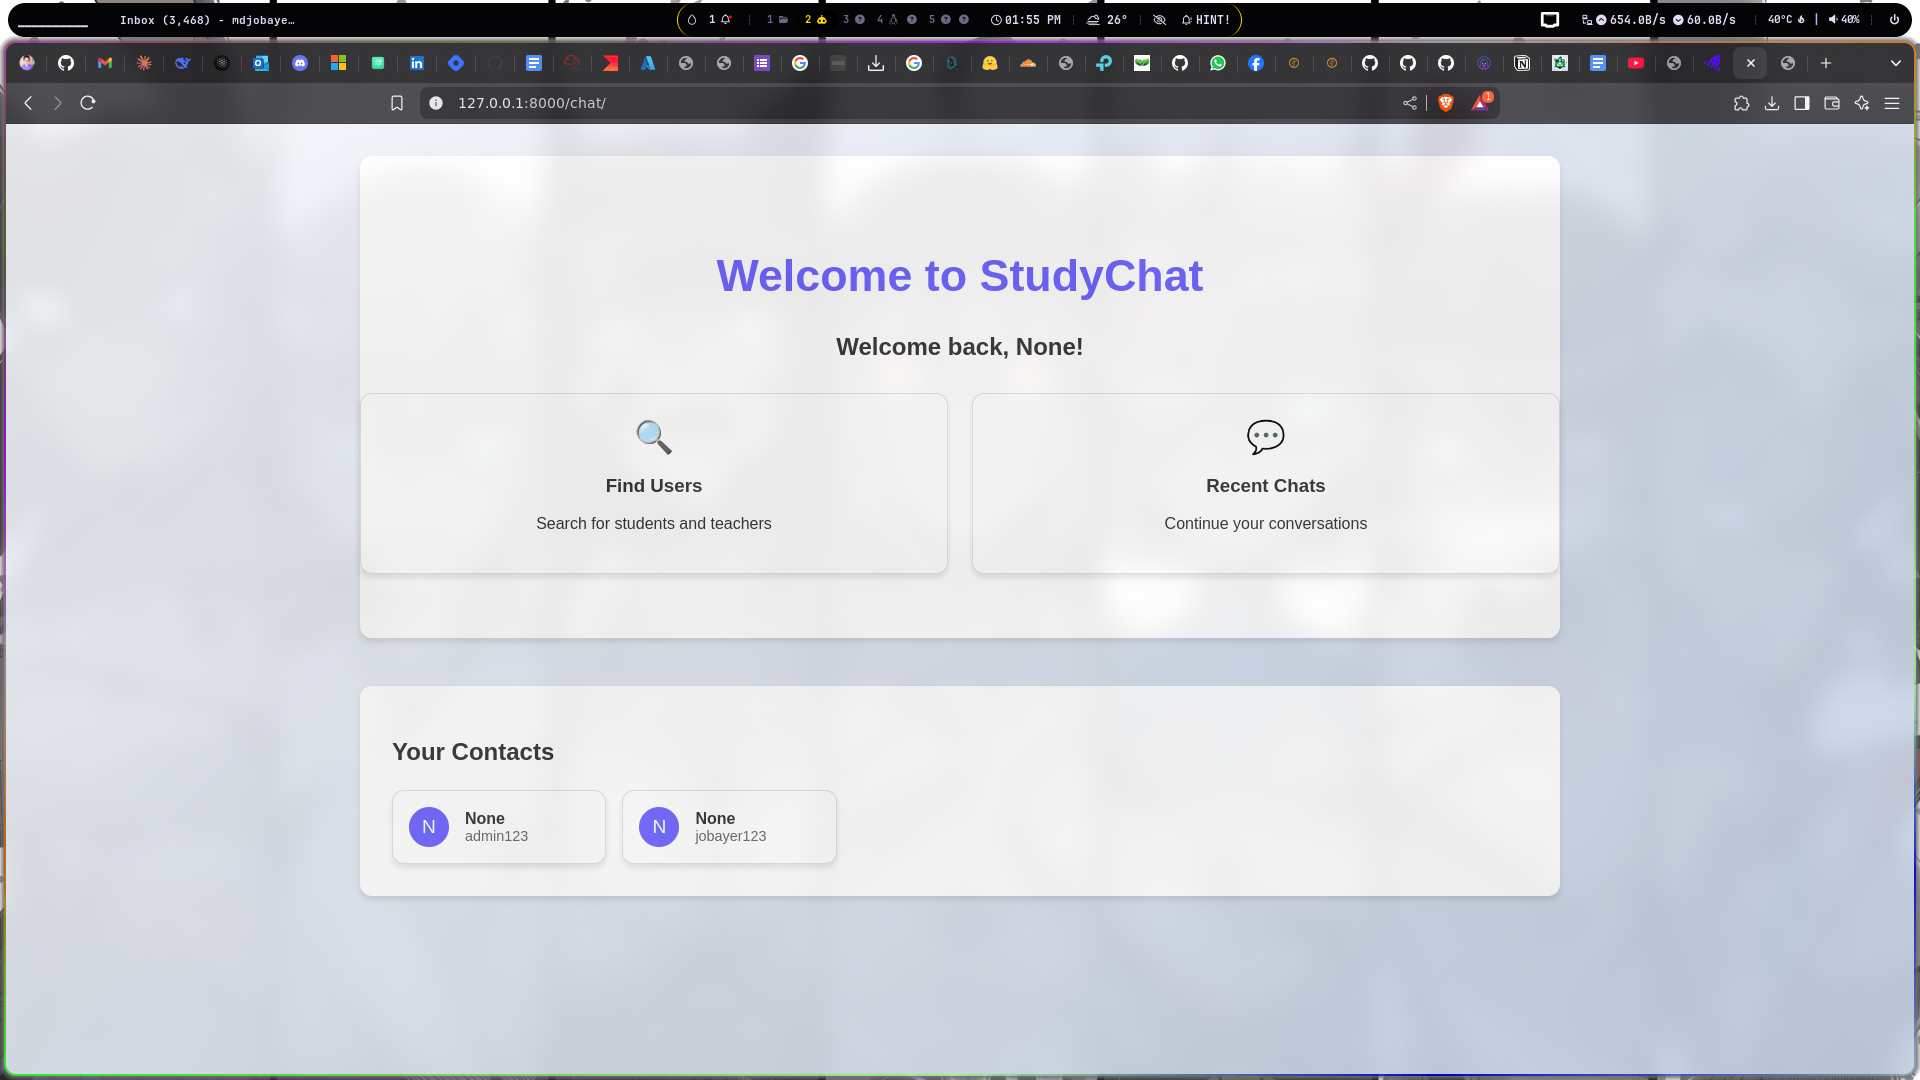 Inbox (3,468) - mdjobaye…
1
1
2
3
4
5
01:55 PM
26°
HINT!
654.0B/s
60.0B/s
40°C
40%
127.0.0.1:8000/chat/
1
Welcome to StudyChat
Welcome back, None!
Find Users
Search for students and teachers
Recent Chats
Continue your conversations
Your Contacts
N
None
admin123
N
None
jobayer123